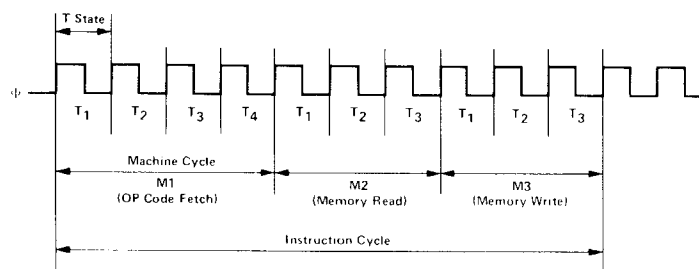 T State
Φ
T1 T2 T3 T4 T1 T2 T3 T1 T2 T3
Machine Cycle
M1
(OP Code Fetch)
M2
(Memory Read)
M3
(Memory Write)
Instruction Cycle